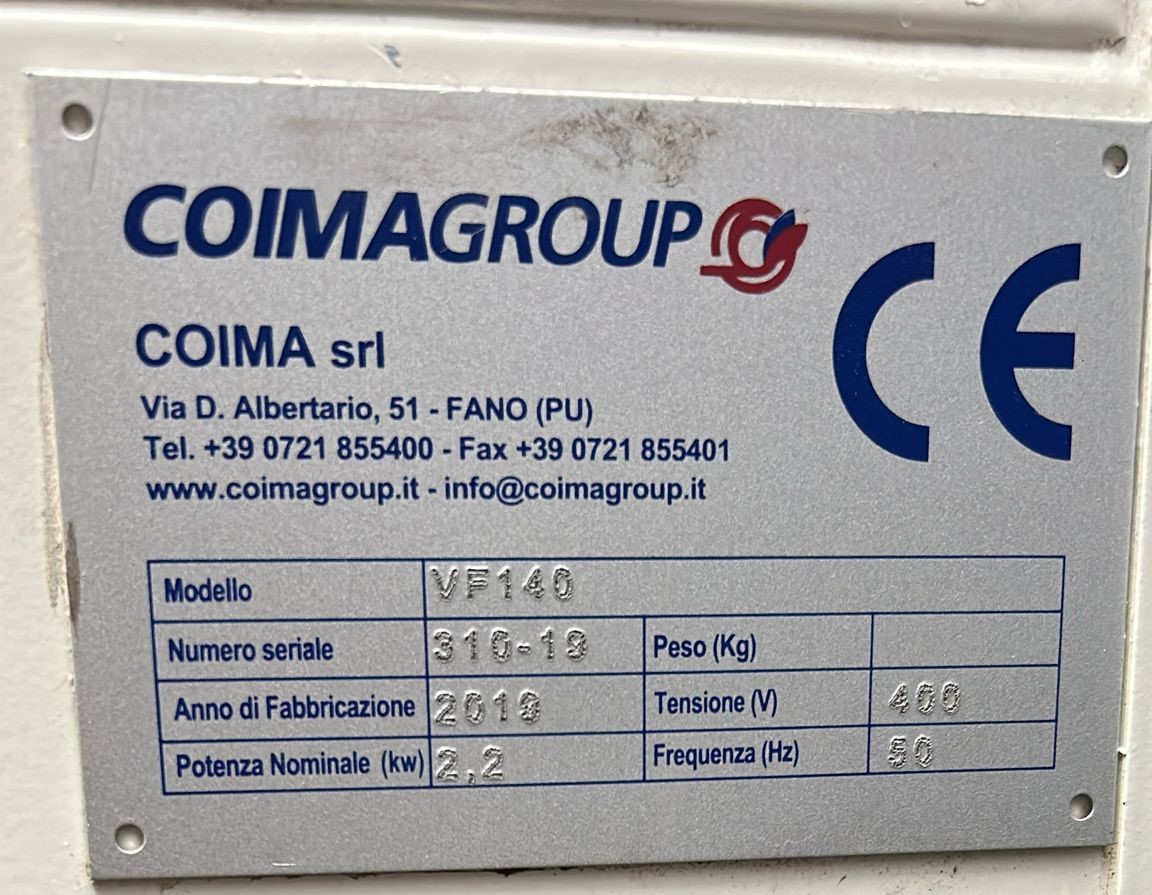 COIMAGROUP
CE
COIMA srl
Via D. Albertario, 51 - FANO (PU)
Tel. +39 0721 855400 - Fax +39 0721 855401
www.coimagroup.it - info@coimagroup.it
Modello VF140
Numero seriale 310-19 Peso (Kg)
Anno di Fabbricazione 2019 Tensione (V) 400
Potenza Nominale (kw) 2,2 Frequenza (Hz) 50